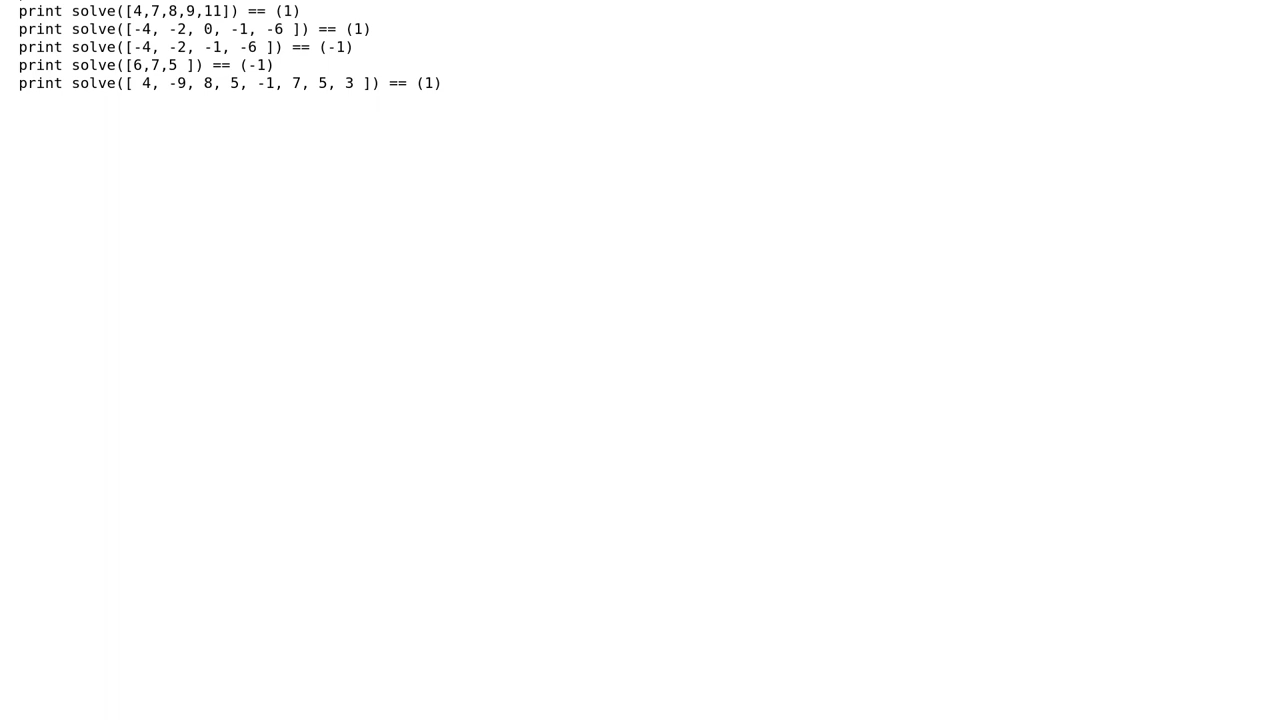 print solve([4,7,8,9,11]) == (1)
print solve([-4, -2, 0, -1, -6 ]) == (1)
print solve([-4, -2, -1, -6 ]) == (-1)
print solve([6,7,5 ]) == (-1)
print solve([ 4, -9, 8, 5, -1, 7, 5, 3 ]) == (1)